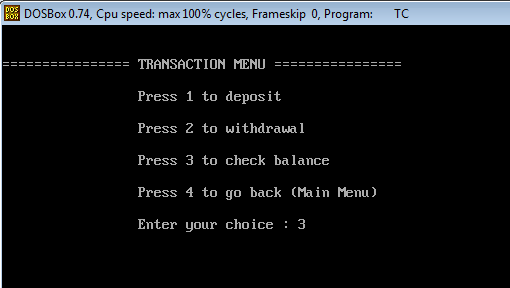 DOS BOX
DOSBox 0.74, Cpu speed: max 100% cycles, Frameskip 0, Program: TC
================ TRANSACTION MENU ================
Press 1 to deposit
Press 2 to withdrawal
Press 3 to check balance
Press 4 to go back (Main Menu)
Enter your choice : 3